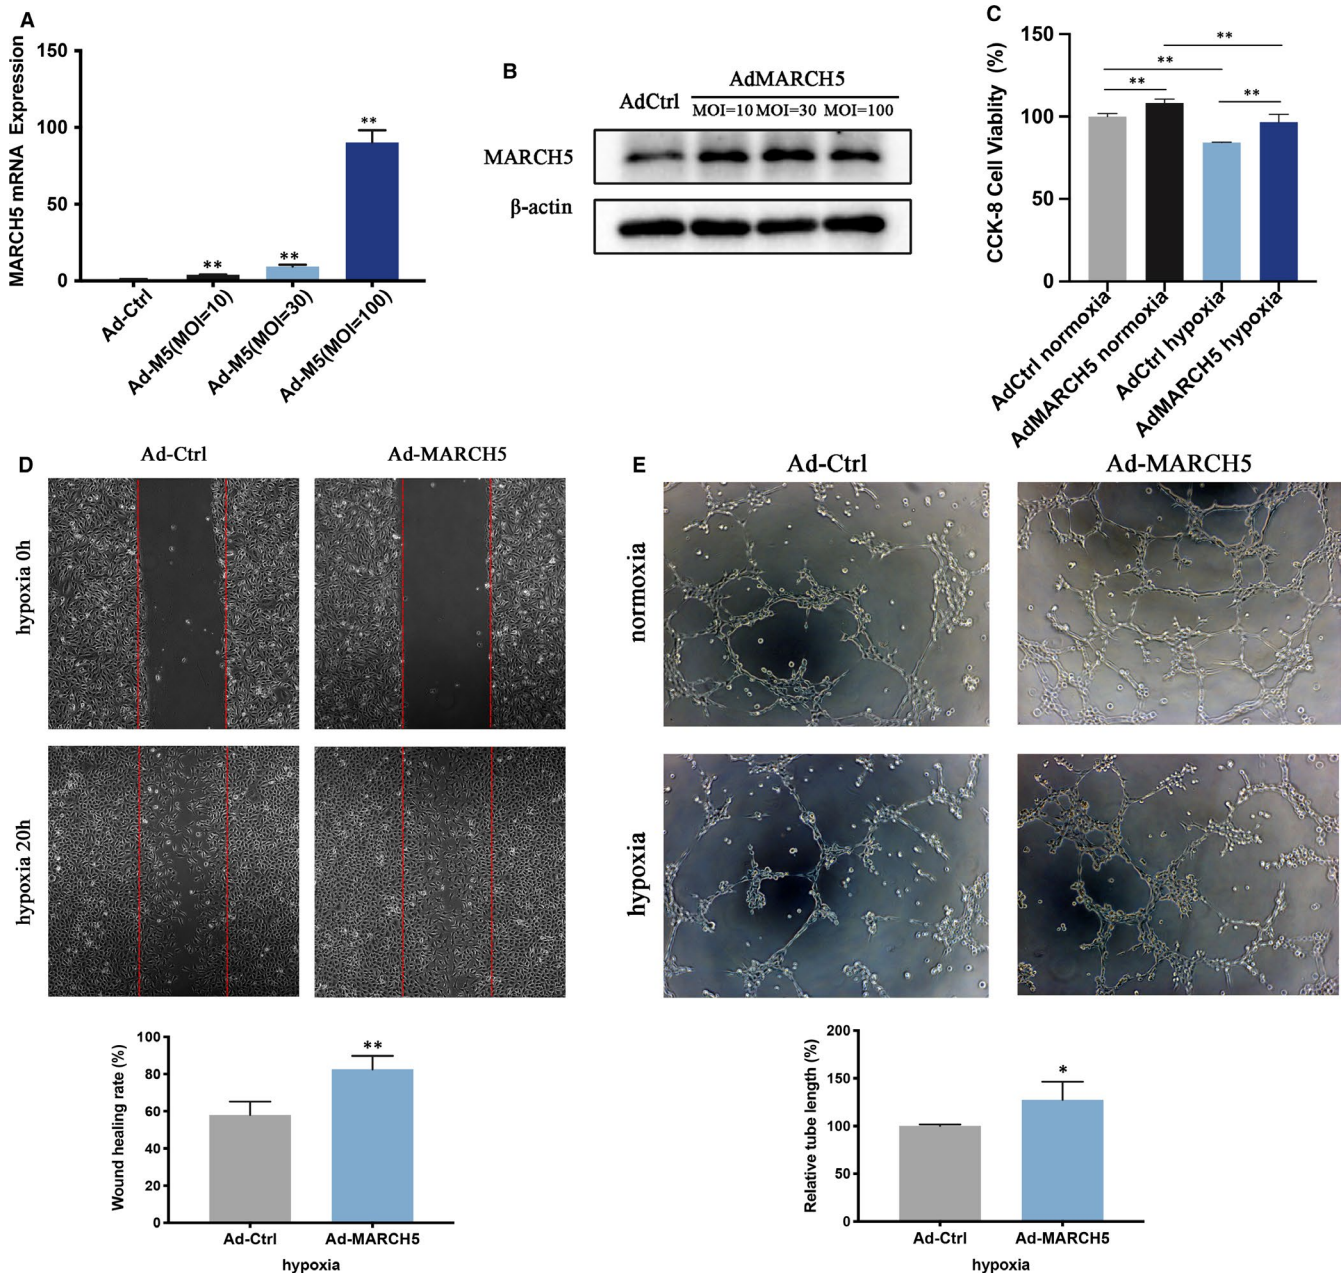 A
MARCH5 mRNA Expression
150
100
50
0
**
**
**
Ad-Ctrl
Ad-M5(MOI=10)
Ad-M5(MOI=30)
Ad-M5(MOI=100)
B
AdMARCH5
AdCtrl
MOI=10 MOI=30 MOI=100
MARCH5
β-actin
C
CCK-8 Cell Viablity (%)
150
100
50
0
**
**
**
**
AdCtrl normoxia
AdMARCH5 normoxia
AdCtrl hypoxia
AdMARCH5 hypoxia
D
Ad-Ctrl
Ad-MARCH5
hypoxia 0h
hypoxia 20h
Wound healing rate (%)
100
80
60
40
20
0
**
Ad-Ctrl
Ad-MARCH5
hypoxia
E
Ad-Ctrl
Ad-MARCH5
normoxia
hypoxia
Relative tube length (%)
200
150
100
50
0
*
Ad-Ctrl
Ad-MARCH5
hypoxia